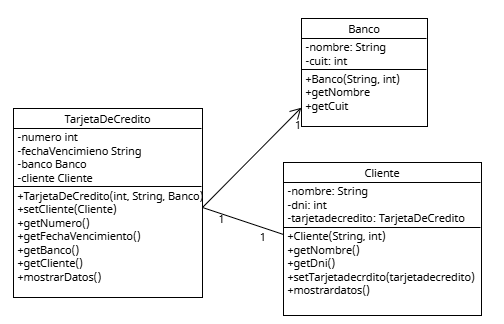 Banco
-nombre: String
-cuit: int
+Banco(String, int)
+getNombre
+getCuit
1
TarjetaDeCredito
-numero int
-fechaVencimieno String
-banco Banco
-cliente Cliente
+TarjetaDeCredito(int, String, Banco)
+setCliente(Cliente)
+getNumero()
+getFechaVencimiento()
+getBanco()
+getCliente()
+mostrarDatos()
1
1
Cliente
-nombre: String
-dni: int
-tarjetadecredito: TarjetaDeCredito
+Cliente(String, int)
+getNombre()
+getDni()
+setTarjetadecrdito(tarjetadecredito)
+mostrardatos()